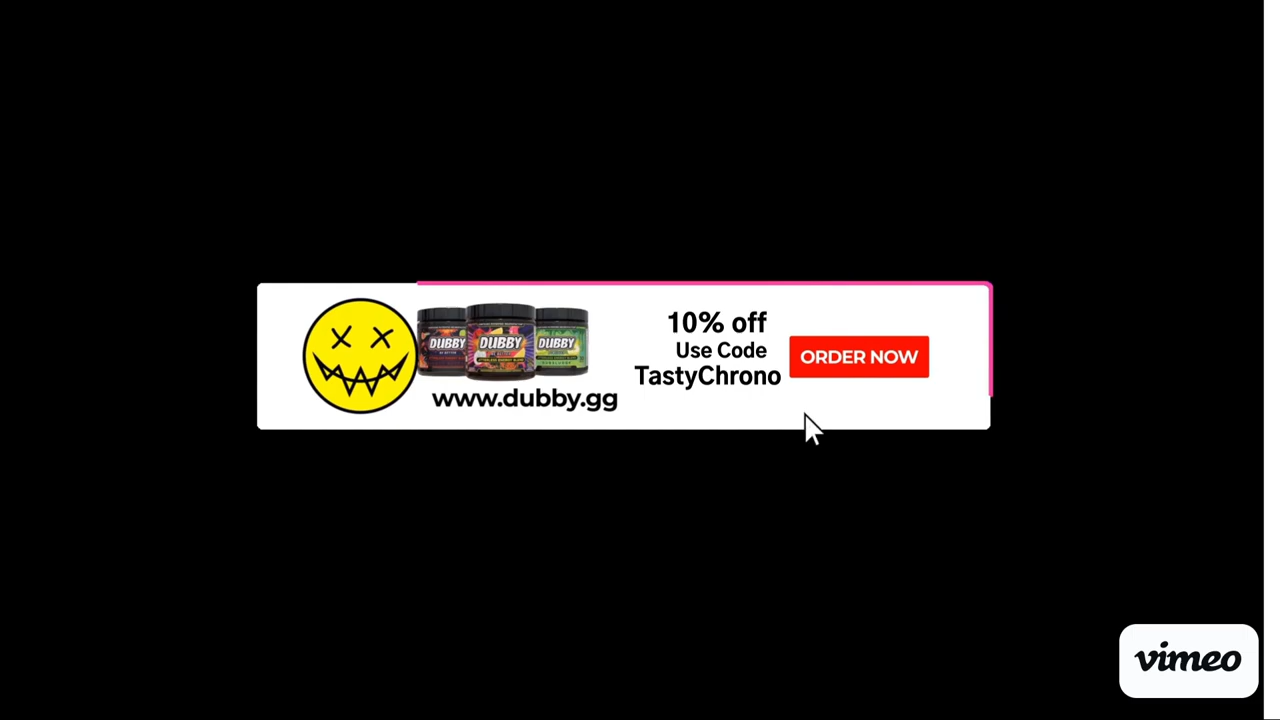 DUBBY
DUBBY
DUBBY
www.dubby.gg
10% off
Use Code
TastyChrono
ORDER NOW
vimeo